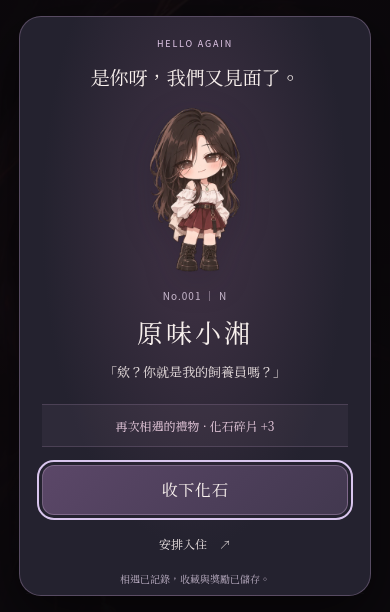 HELLO AGAIN
是你呀，我們又見面了。
No.001 ｜ N
原味小湘
「欸？你就是我的飼養員嗎？」
再次相遇的禮物 · 化石碎片 +3
收下化石
安排入住 ↗
相遇已記錄，收藏與獎勵已儲存。